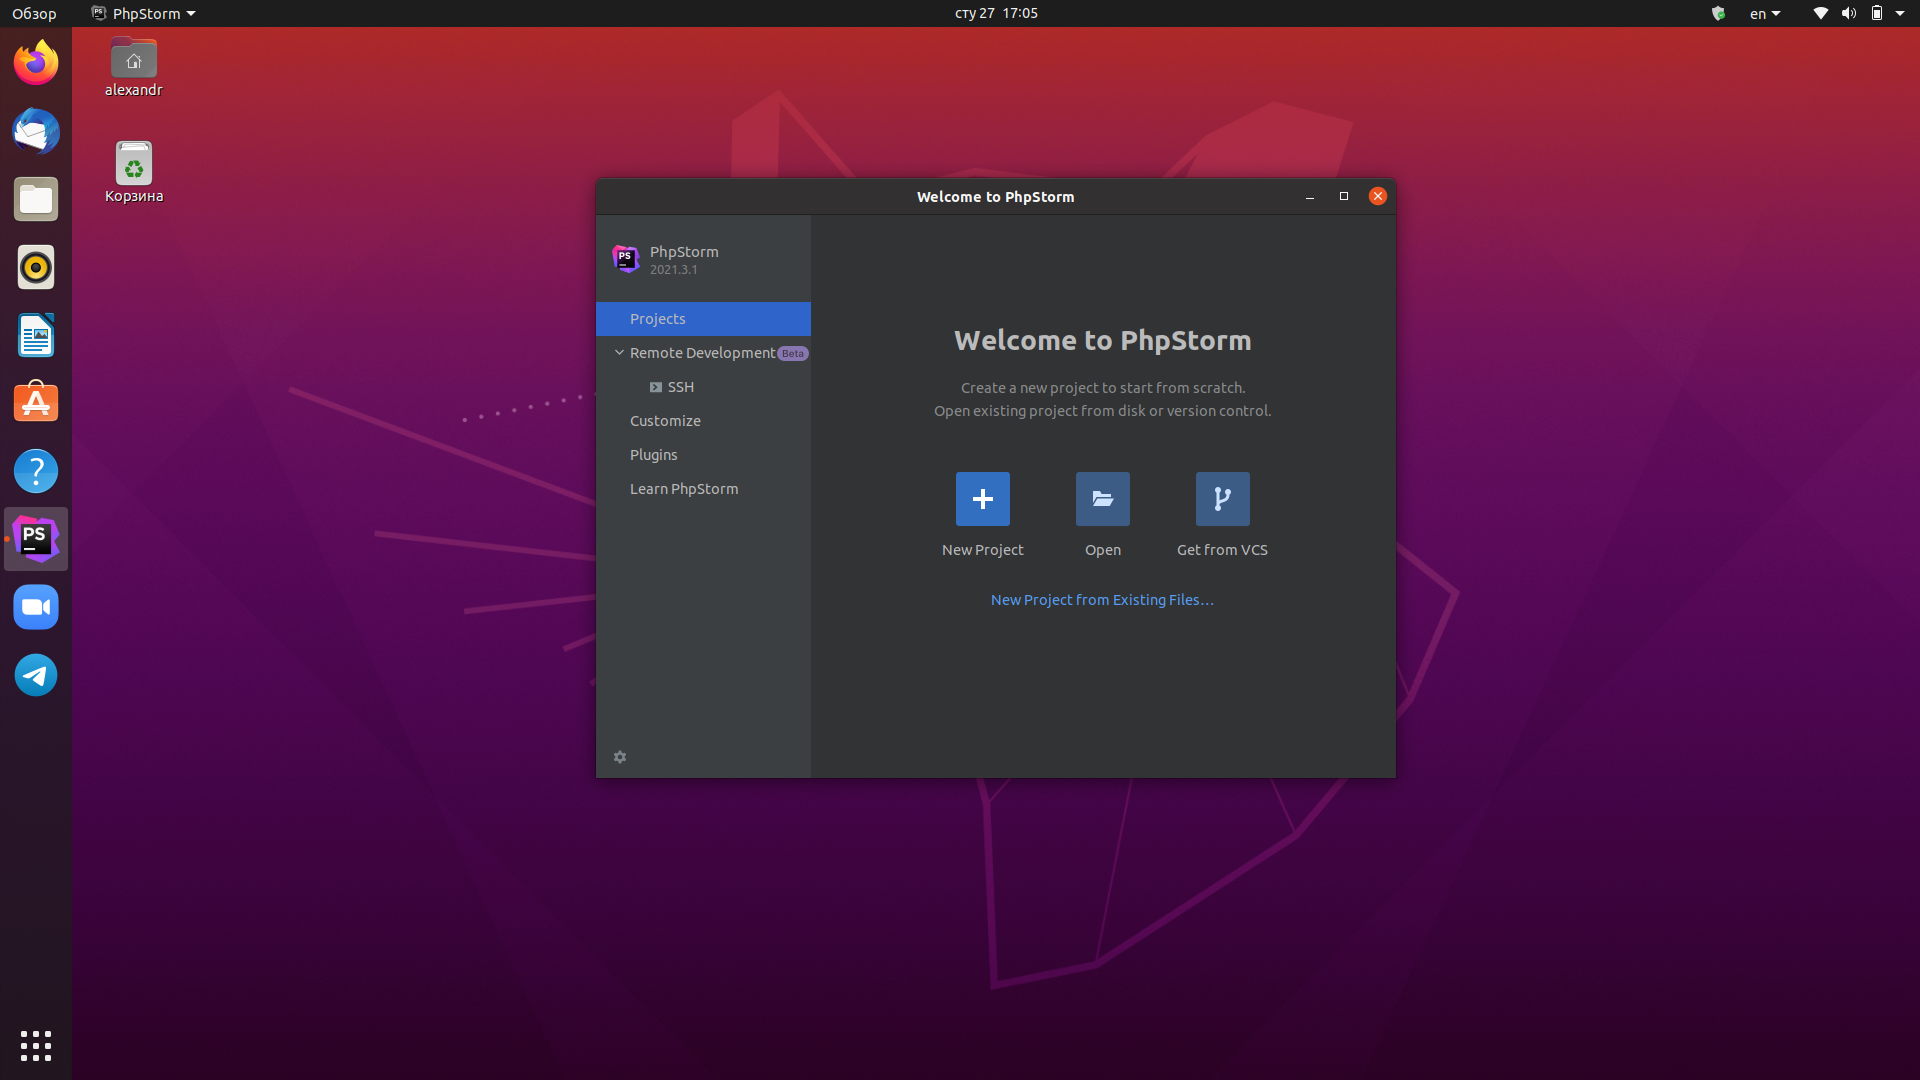 Обзор
PhpStorm
сту 27 17:05
en
alexandr
Корзина
Welcome to PhpStorm
PS
PhpStorm
2021.3.1
Projects
Remote Development Beta
SSH
Customize
Plugins
Learn PhpStorm
Welcome to PhpStorm
Create a new project to start from scratch.
Open existing project from disk or version control.
New Project
Open
Get from VCS
New Project from Existing Files…
PS